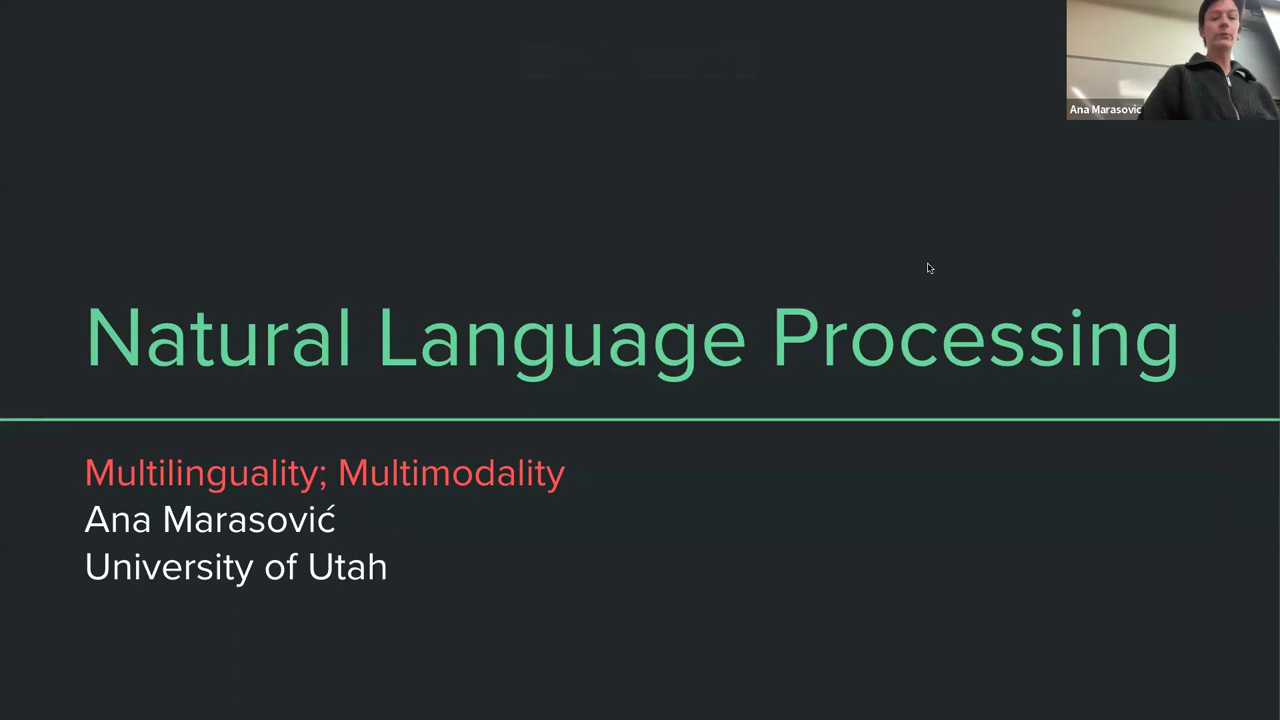 Ana Marasovic
Natural Language Processing
Multilinguality; Multimodality
Ana Marasović
University of Utah